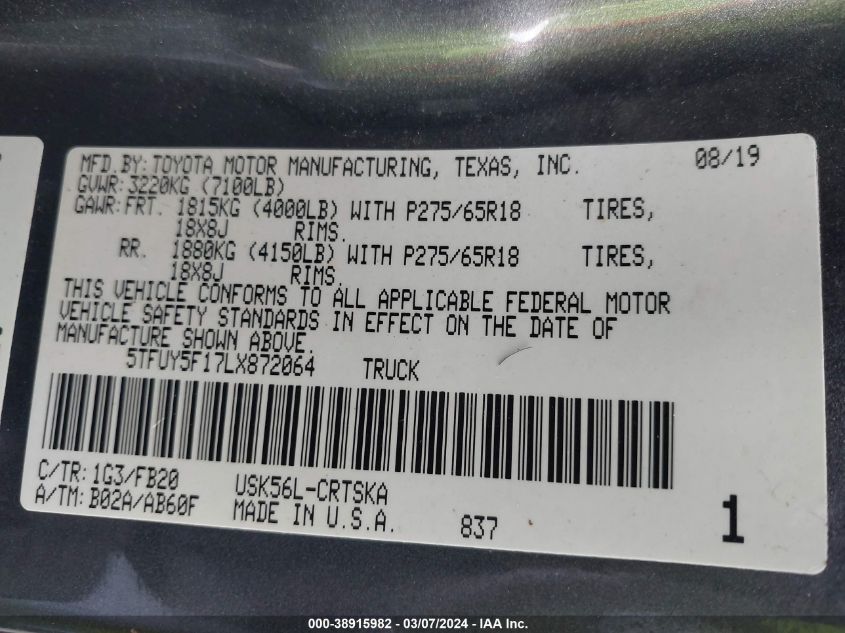 MFD.BY:TOYOTA MOTOR MANUFACTURING, TEXAS, INC. 08/19
GVWR:3220KG (7100LB)
GAWR:FRT. 1815KG (4000LB) WITH P275/65R18 TIRES,
18X8J RIMS.
RR. 1880KG (4150LB) WITH P275/65R18 TIRES,
18X8J RIMS.
THIS VEHICLE CONFORMS TO ALL APPLICABLE FEDERAL MOTOR
VEHICLE SAFETY STANDARDS IN EFFECT ON THE DATE OF
MANUFACTURE SHOWN ABOVE.
5TFUY5F17LX872064 TRUCK
C/TR:1G3/FB20 USK56L-CRTSKA
A/TM:B02A/AB60F MADE IN U.S.A. 837 1
000-38915982 - 03/07/2024 - IAA Inc.